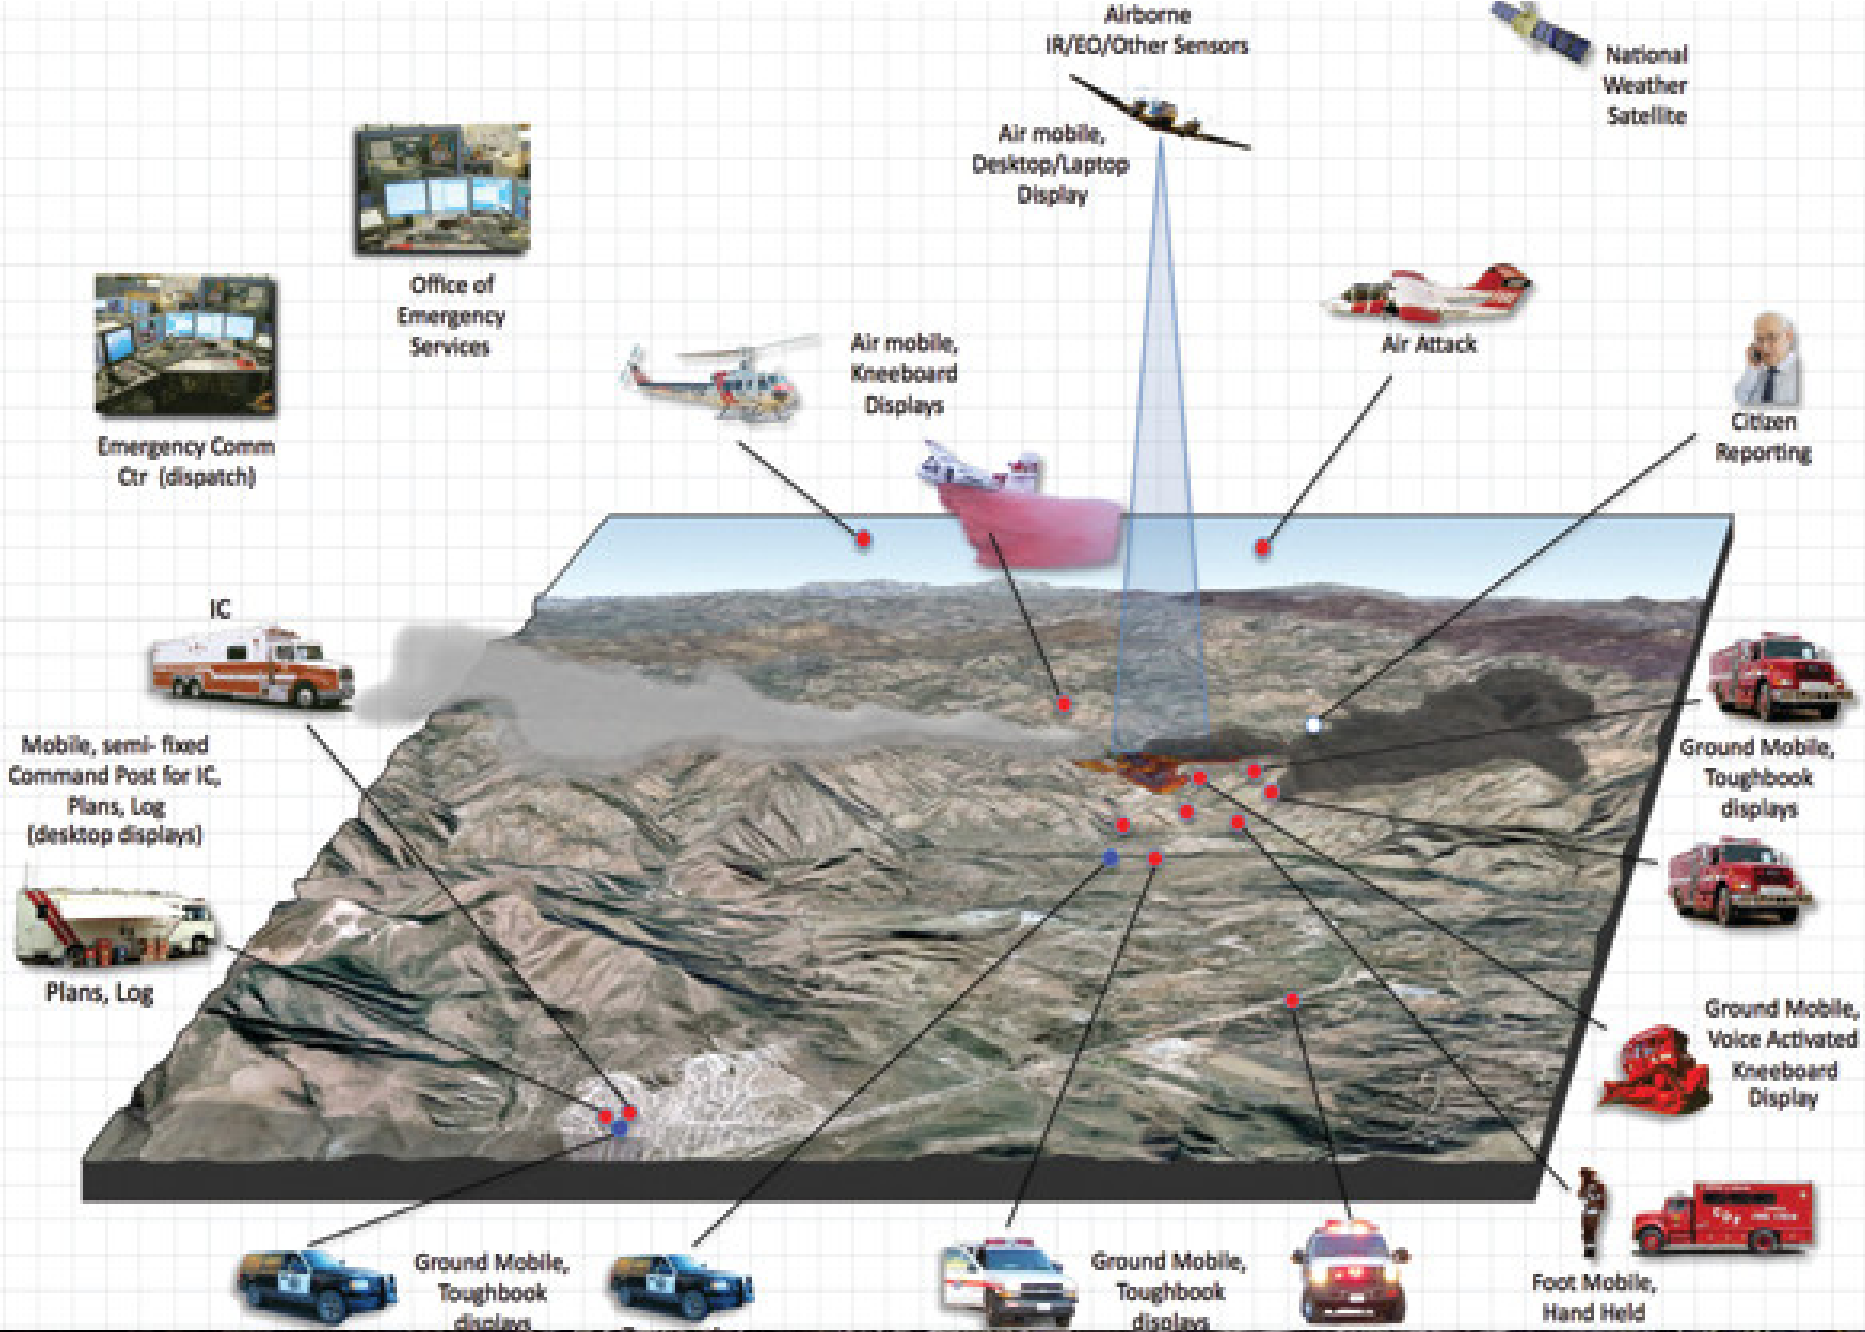 Airborne
IR/EO/Other Sensors
National
Weather
Satellite
Air mobile,
Desktop/Laptop
Display
Office of
Emergency
Services
Emergency Comm
Ctr (dispatch)
Air mobile,
Kneeboard
Displays
Air Attack
Citizen
Reporting
IC
Mobile, semi- fixed
Command Post for IC,
Plans, Log
(desktop displays)
Plans, Log
Ground Mobile,
Toughbook
displays
Ground Mobile,
Voice Activated
Kneeboard
Display
Ground Mobile,
Toughbook
displays
Ground Mobile,
Toughbook
displays
Foot Mobile,
Hand Held